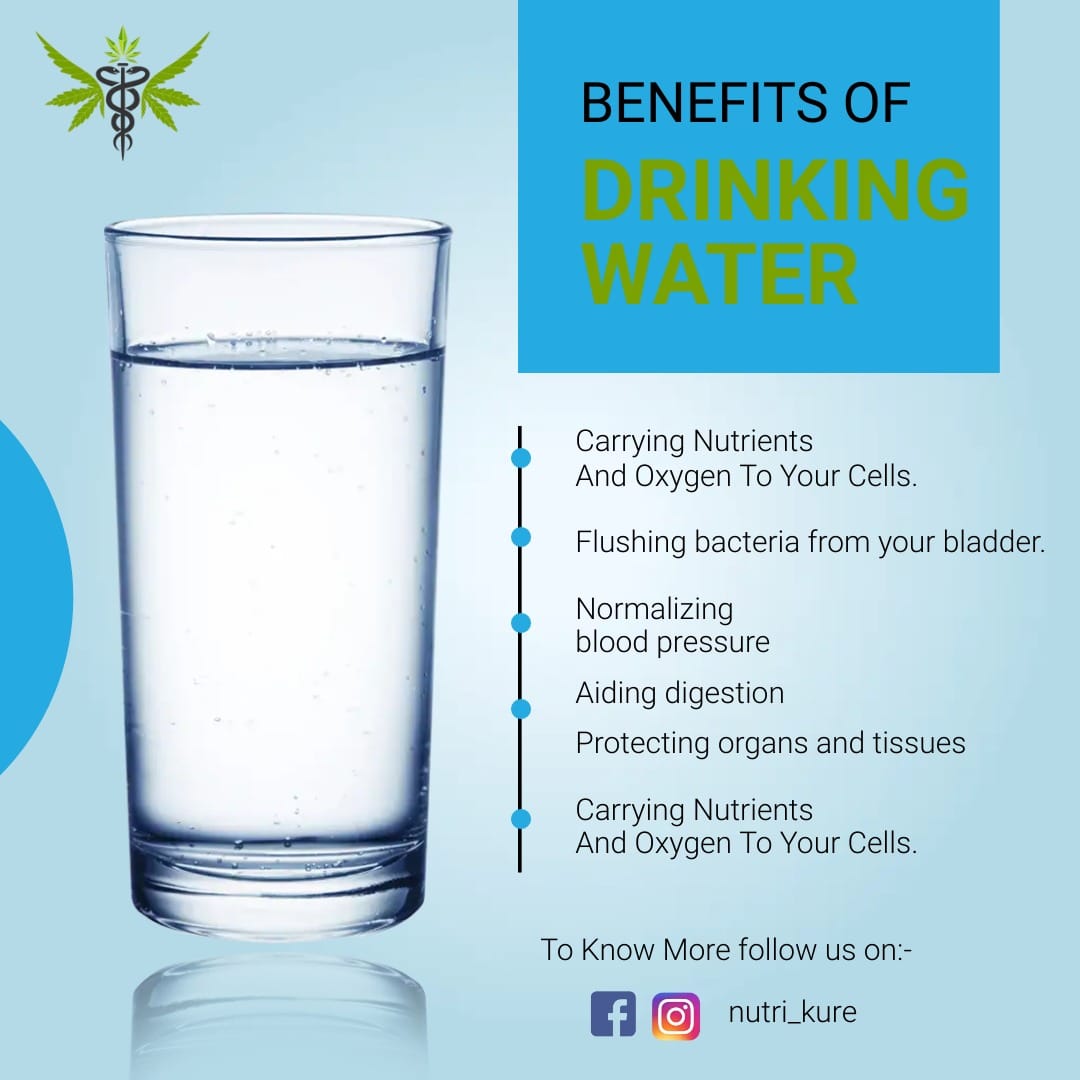 BENEFITS OF
DRINKING
WATER
Carrying Nutrients
And Oxygen To Your Cells.
Flushing bacteria from your bladder.
Normalizing
blood pressure
Aiding digestion
Protecting organs and tissues
Carrying Nutrients
And Oxygen To Your Cells.
To Know More follow us on:-
nutri_kure